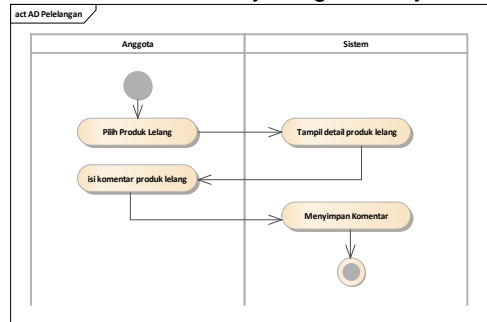 act AD Pelelangan
Anggota
Sistem
Pilih Produk Lelang
Tampil detail produk lelang
isi komentar produk lelang
Menyimpan Komentar